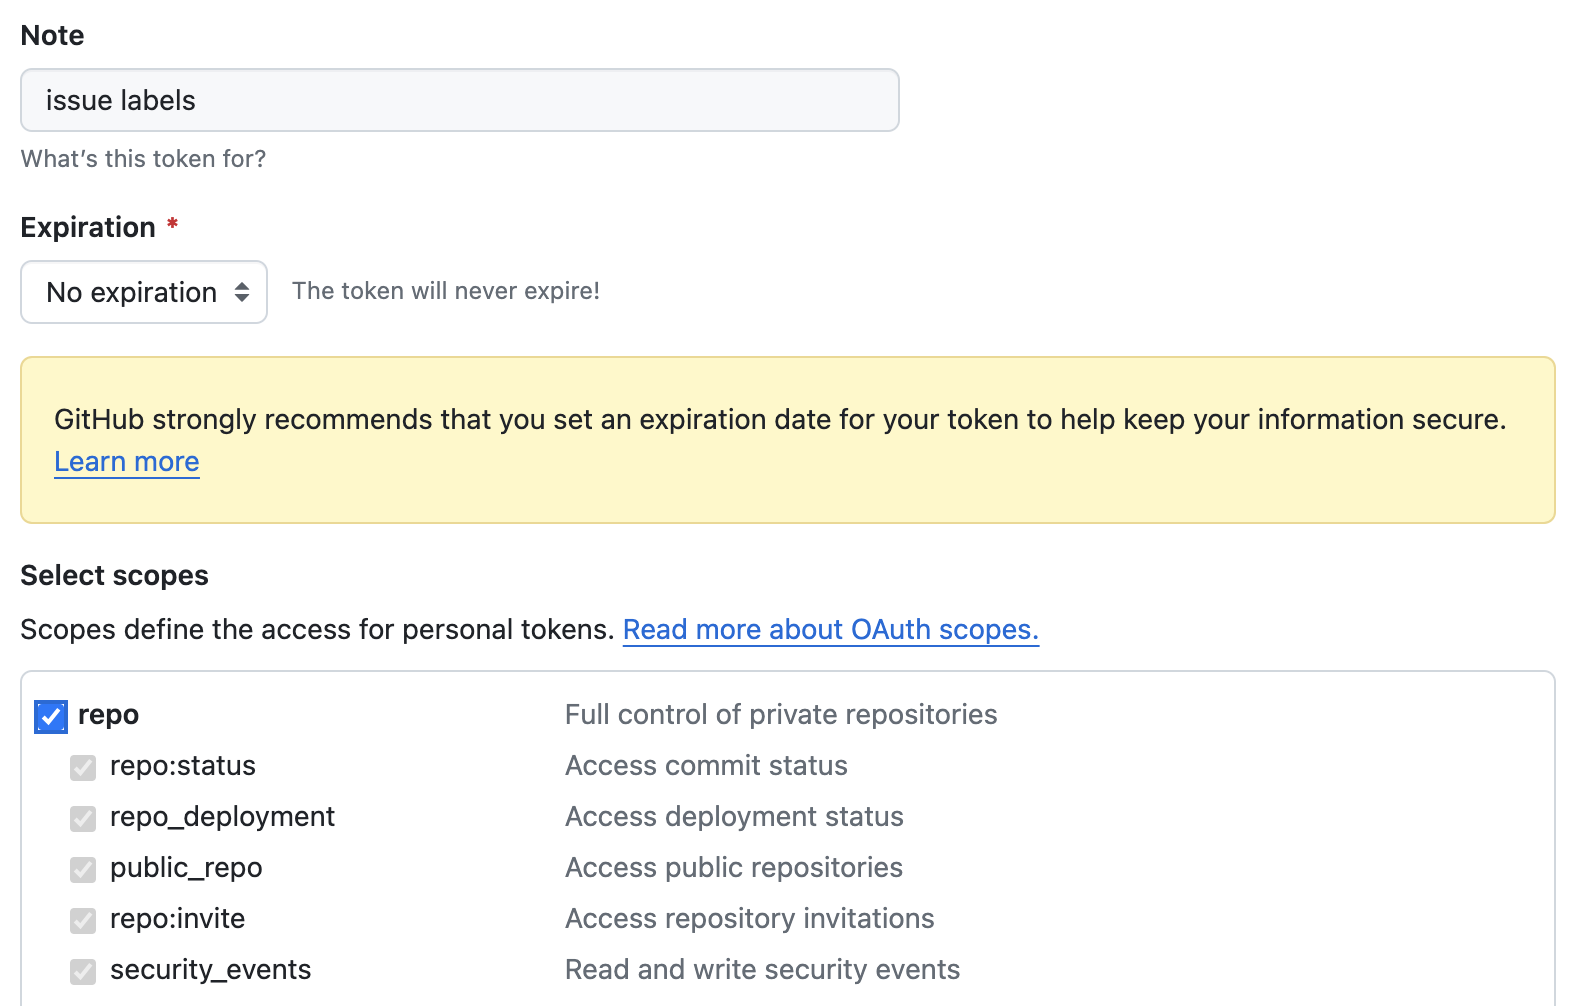 Note
issue labels
What's this token for?
Expiration *
No expiration The token will never expire!
GitHub strongly recommends that you set an expiration date for your token to help keep your information secure.
Learn more
Select scopes
Scopes define the access for personal tokens. Read more about OAuth scopes.
repo Full control of private repositories
repo:status Access commit status
repo_deployment Access deployment status
public_repo Access public repositories
repo:invite Access repository invitations
security_events Read and write security events